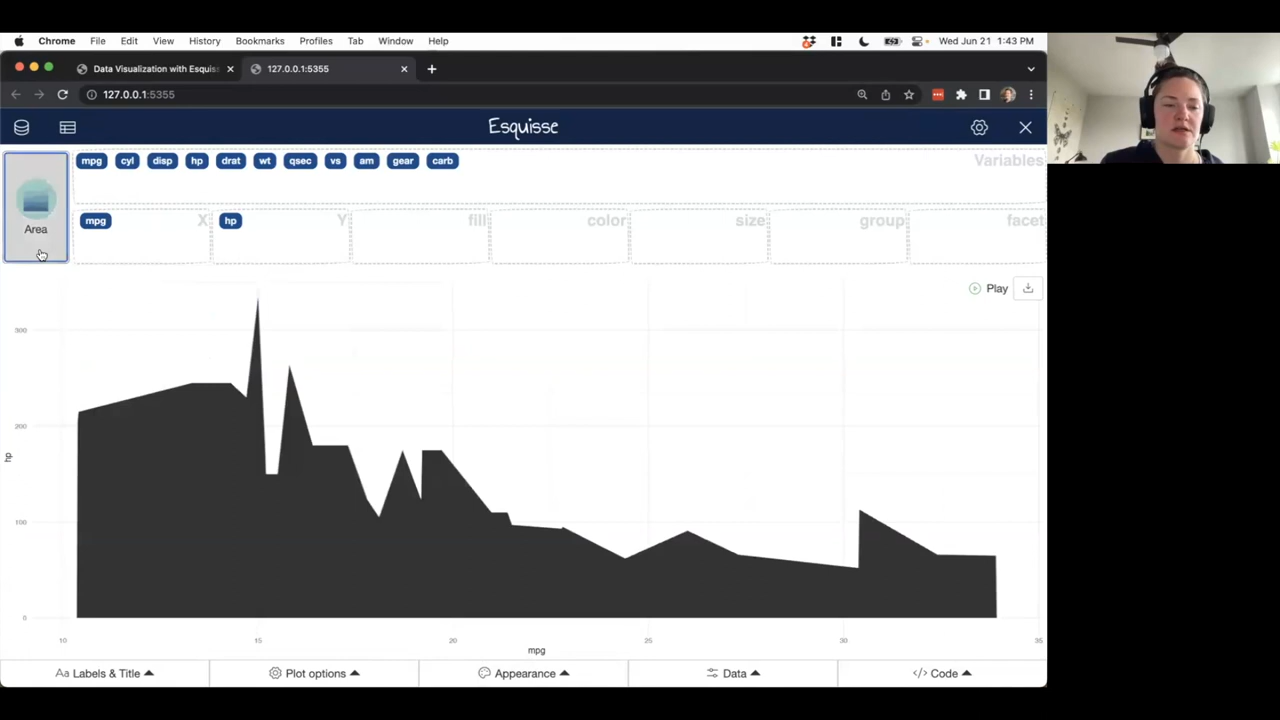 Chrome File Edit View History Bookmarks Profiles Tab Window Help Wed Jun 21 1:43 PM
Data Visualization with Esquis 127.0.0.1:5355
127.0.0.1:5355
Esquisse
mpg cyl disp hp drat wt qsec vs am gear carb Variables
Area
mpg X hp Y fill color size group facet
Play
300
200
100
0
hp
10 15 20 25 30 35
mpg
Aa Labels & Title Plot options Appearance Data </> Code